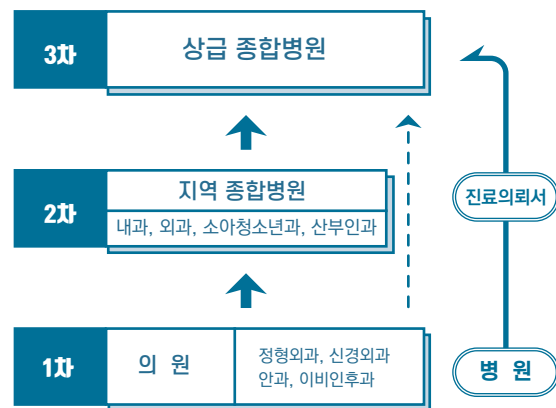 3차
상급 종합병원
2차
지역 종합병원
내과, 외과, 소아청소년과, 산부인과
진료의뢰서
1차
의 원
정형외과, 신경외과
안과, 이비인후과
병 원